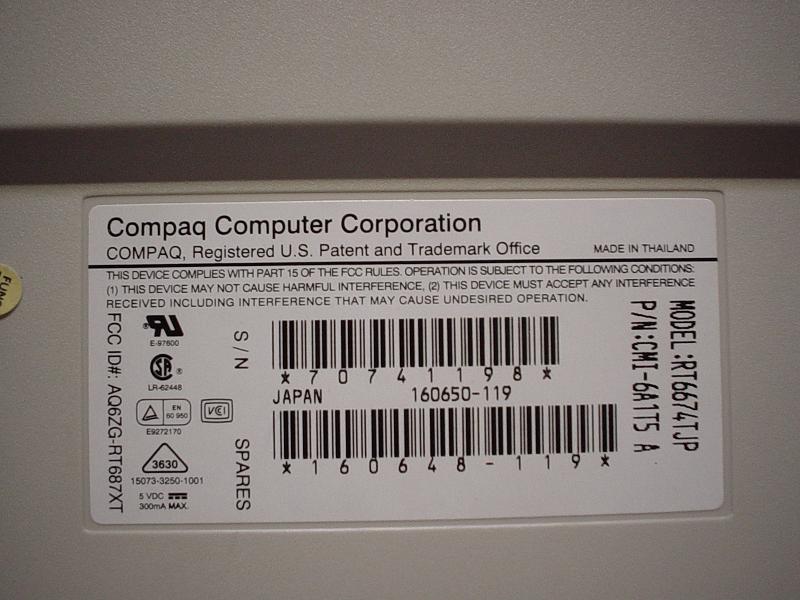 Compaq Computer Corporation
COMPAQ, Registered U.S. Patent and Trademark Office
MADE IN THAILAND
THIS DEVICE COMPLIES WITH PART 15 OF THE FCC RULES. OPERATION IS SUBJECT TO THE FOLLOWING CONDITIONS:
(1) THIS DEVICE MAY NOT CAUSE HARMFUL INTERFERENCE, (2) THIS DEVICE MUST ACCEPT ANY INTERFERENCE
RECEIVED INCLUDING INTERFERENCE THAT MAY CAUSE UNDESIRED OPERATION.
FCC ID#: AQ6ZG-RT687XT
E-97600
LR-62448
EN
60 950
VCCI
E9272170
3630
15073-3250-1001
5 VDC
300mA MAX.
S/N
*70741198*
JAPAN 160650-119
SPARES
*160648-119*
MODEL:RT6674TJP
P/N:CMI-6A1T5 A